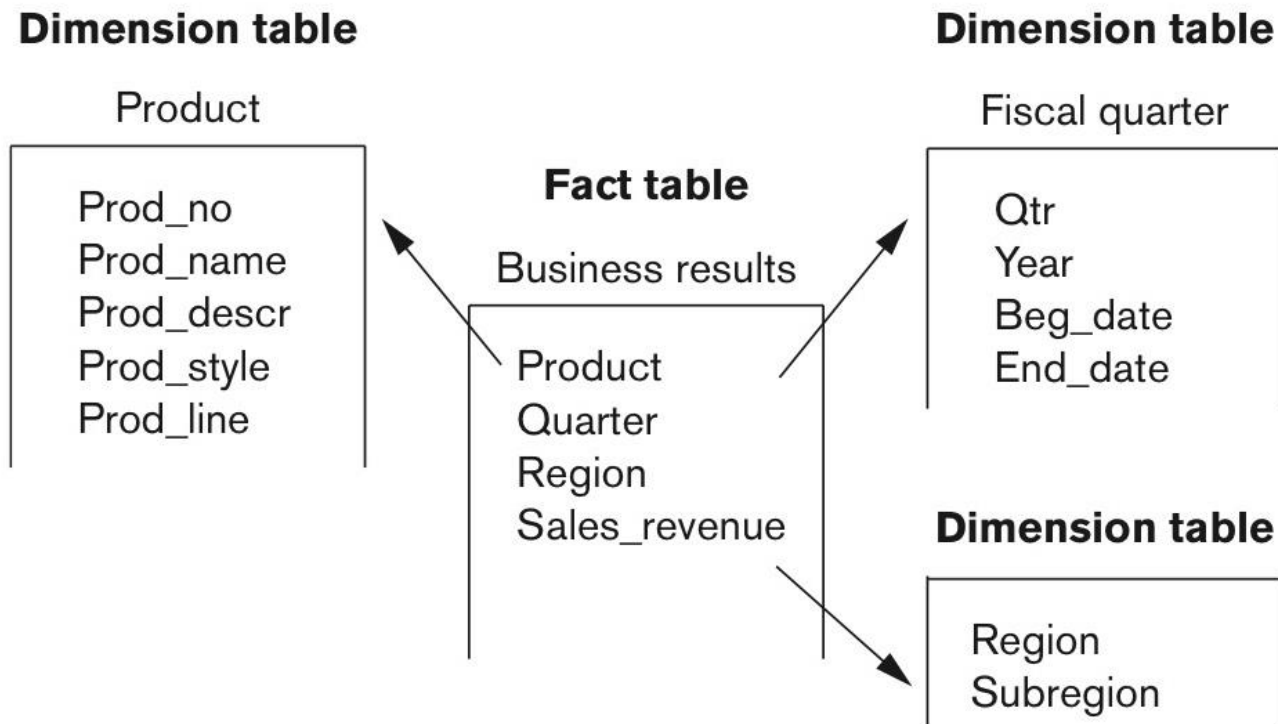 Dimension table
Product
Prod_no
Prod_name
Prod_descr
Prod_style
Prod_line
Fact table
Business results
Product
Quarter
Region
Sales_revenue
Dimension table
Fiscal quarter
Qtr
Year
Beg_date
End_date
Dimension table
Region
Subregion